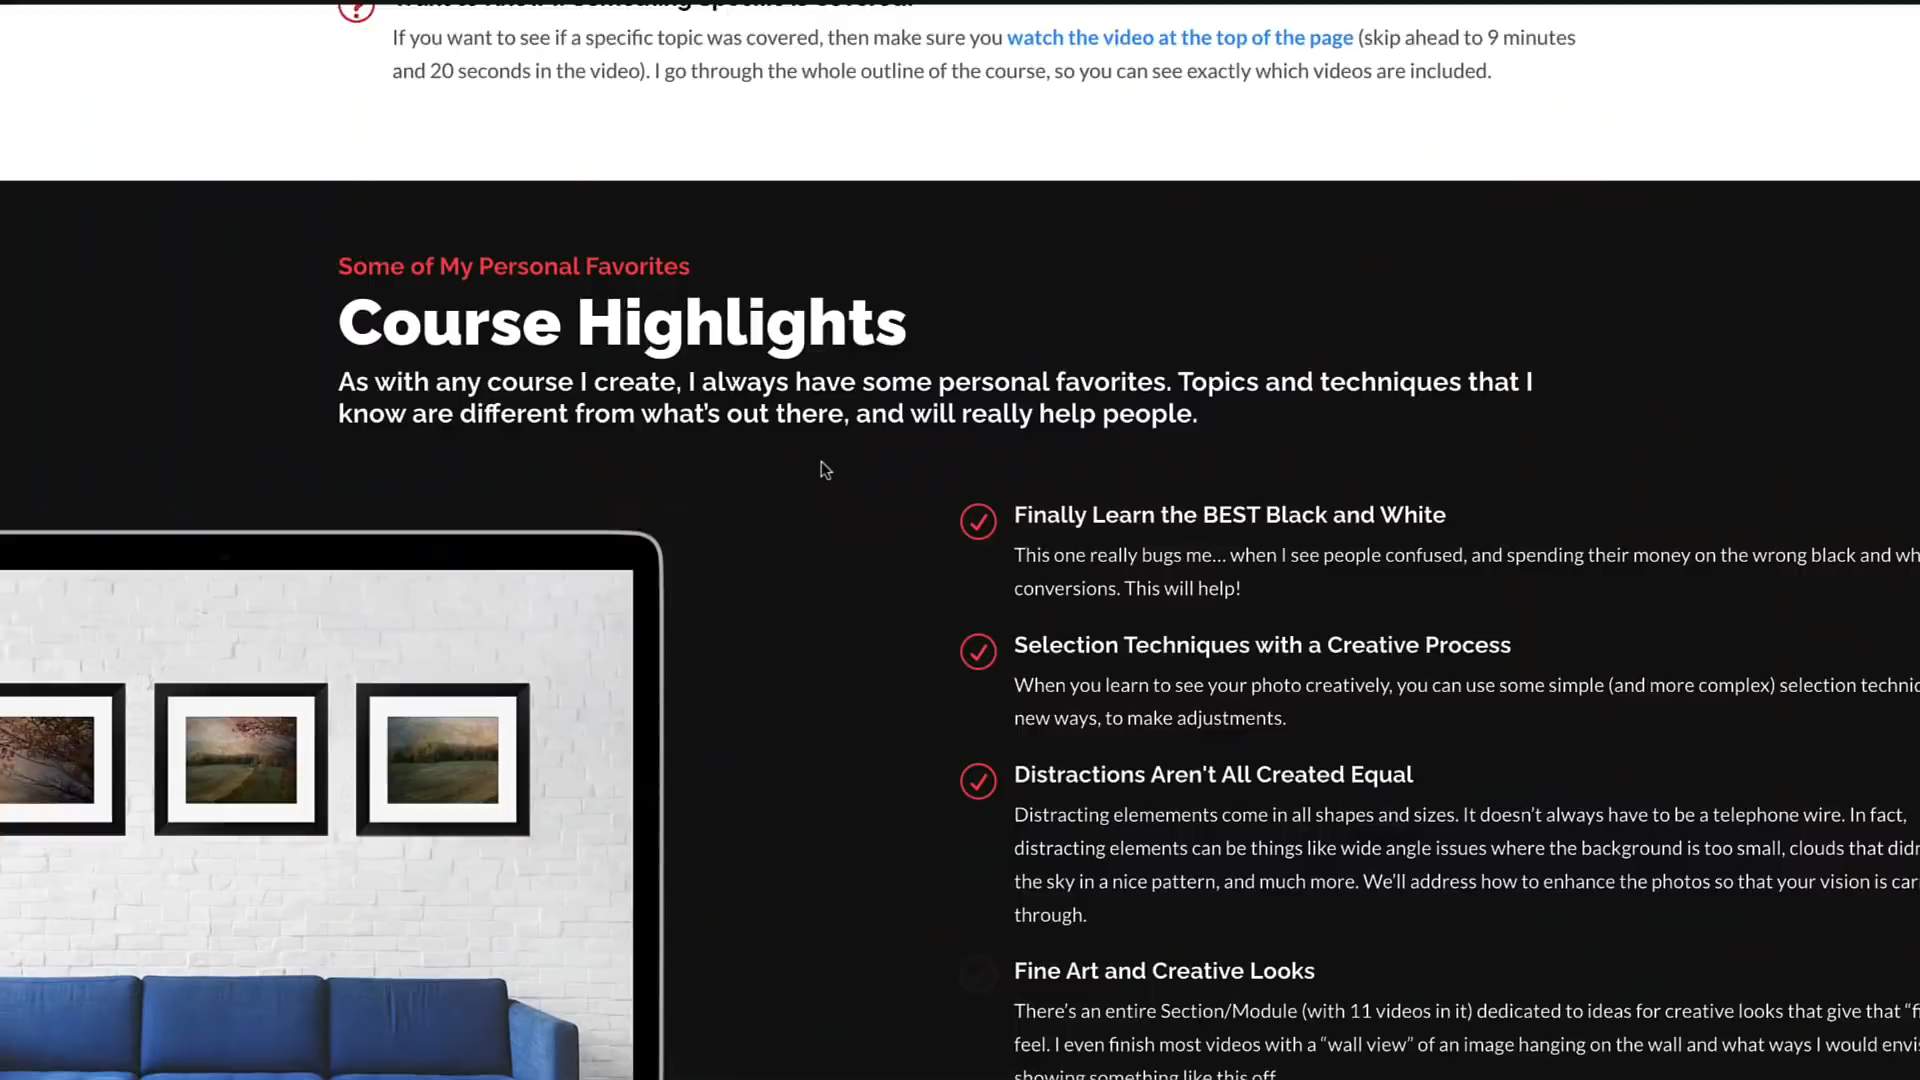 If you want to see if a specific topic was covered, then make sure you watch the video at the top of the page (skip ahead to 9 minutes
and 20 seconds in the video). I go through the whole outline of the course, so you can see exactly which videos are included.
Some of My Personal Favorites
Course Highlights
As with any course I create, I always have some personal favorites. Topics and techniques that I
know are different from what's out there, and will really help people.
Finally Learn the BEST Black and White
This one really bugs me... when I see people confused, and spending their money on the wrong black and
conversions. This will help!
Selection Techniques with a Creative Process
When you learn to see your photo creatively, you can use some simple (and more complex) selection
new ways, to make adjustments.
Distractions Aren't All Created Equal
Distracting elemements come in all shapes and sizes. It doesn't always have to be a telephone wire. In fact,
distracting elements can be things like wide angle issues where the background is too small, clouds that
the sky in a nice pattern, and much more. We'll address how to enhance the photos so that your vision is
through.
Fine Art and Creative Looks
There's an entire Section/Module (with 11 videos in it) dedicated to ideas for creative looks that give that
feel. I even finish most videos with a "wall view" of an image hanging on the wall and what ways I would
showing something like this off.